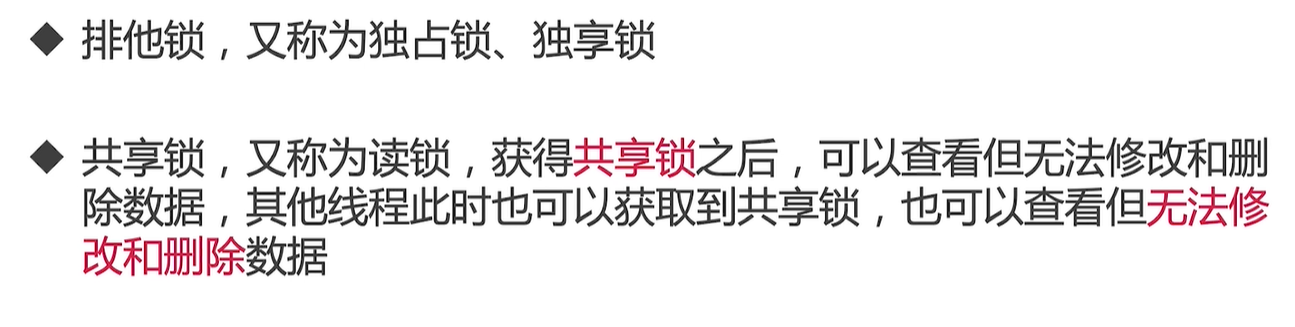 ◆ 排他锁，又称为独占锁、独享锁
◆ 共享锁，又称为读锁，获得共享锁之后，可以查看但无法修改和删
除数据，其他线程此时也可以获取到共享锁，也可以查看但无法修
改和删除数据